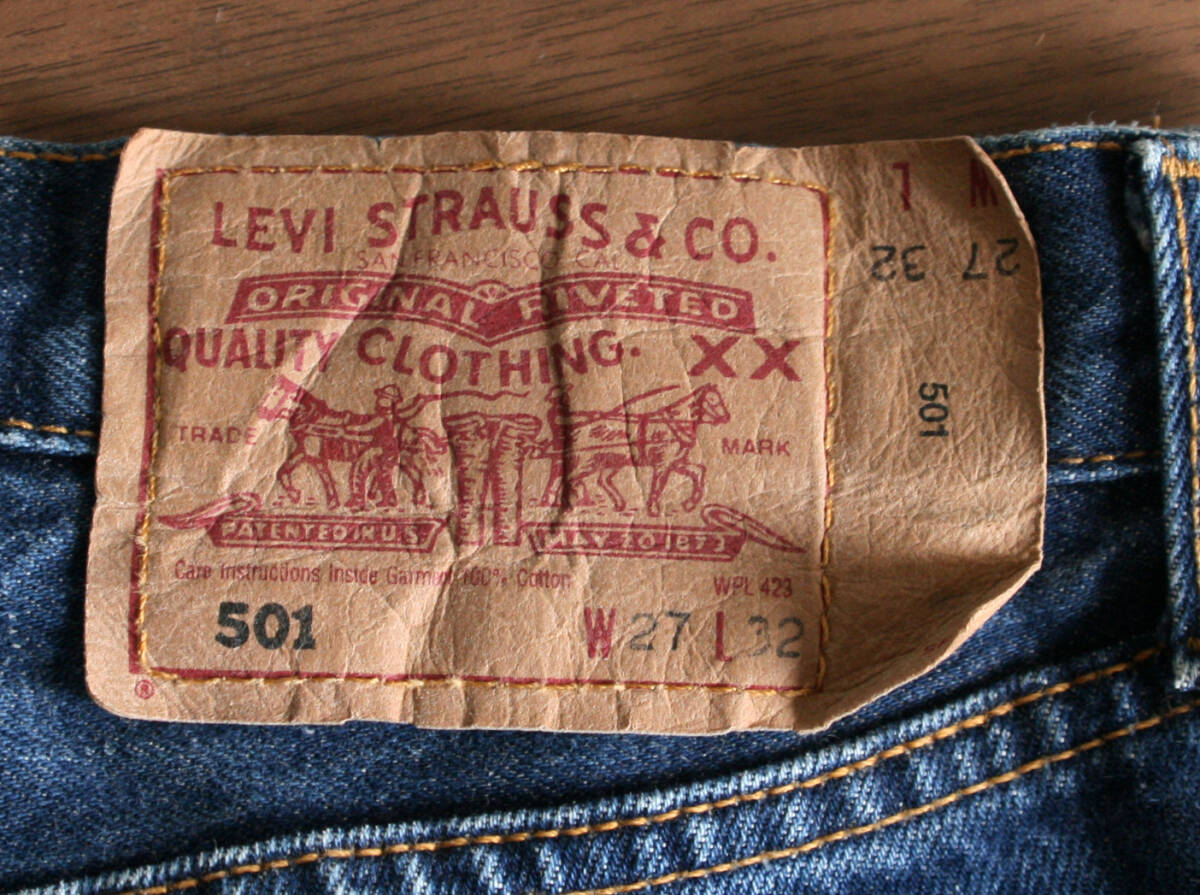 LEVI STRAUSS & CO.
SAN FRANCISCO, CAL.
ORIGINAL RIVETED
QUALITY CLOTHING. XX
TRADE MARK
PATENTED IN U.S. MAY 20 1873
Care Instructions Inside Garment 100% Cotton WPL 423
501 W 27 L 32
®
W 27 L 32
501